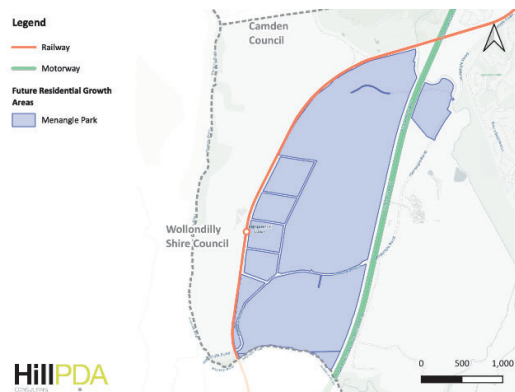 Legend
Railway
Motorway
Future Residential Growth
Areas
Menangle Park
Camden
Council
Wollondilly
Shire Council
HillPDA
CONSULTING
0 500 1,000